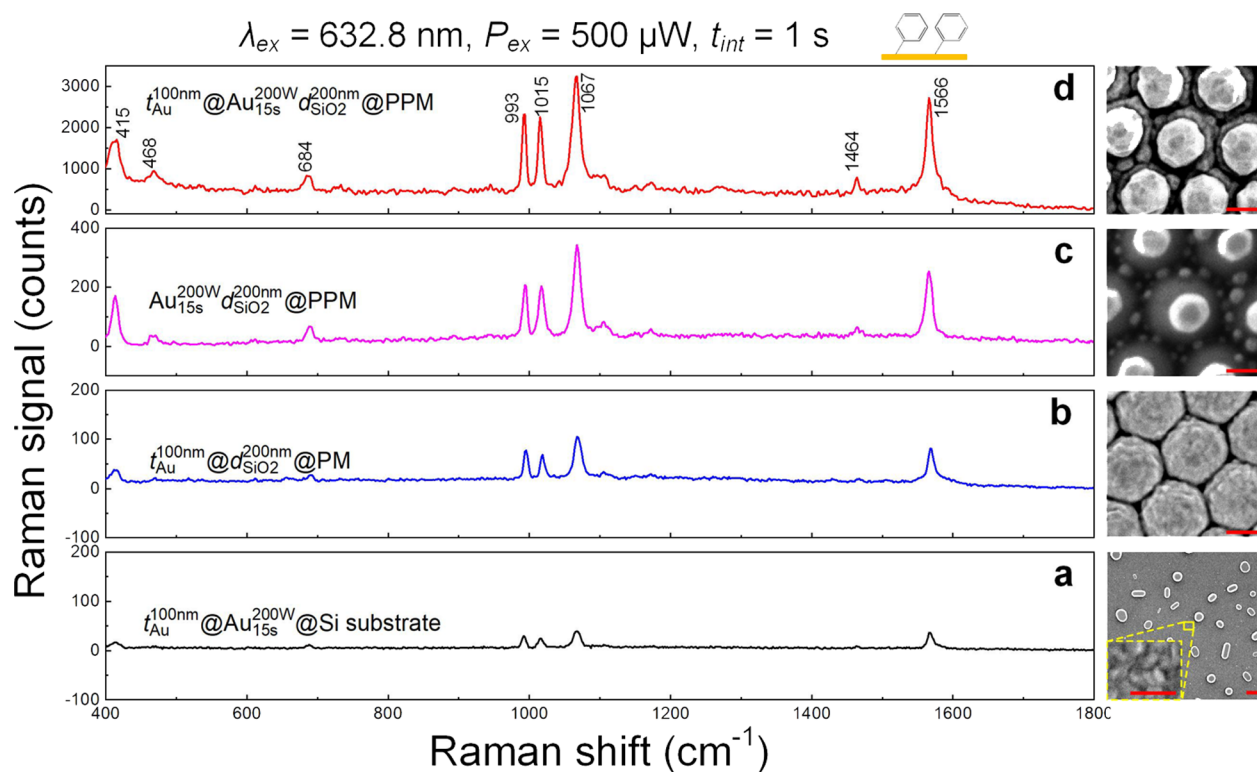 λex = 632.8 nm, Pex = 500 μW, tint = 1 s
Raman signal (counts)
3000
2000
1000
0
t100nmAu@Au200W15sd200nmSiO2@PPM
d
415
468
684
993
1015
1067
1464
1566
400
200
0
Au200W15sd200nmSiO2@PPM
c
200
100
0
-100
t100nmAu@d200nmSiO2@PM
b
200
100
0
-100
t100nmAu@Au200W15s@Si substrate
a
400 600 800 1000 1200 1400 1600 1800
Raman shift (cm-1)